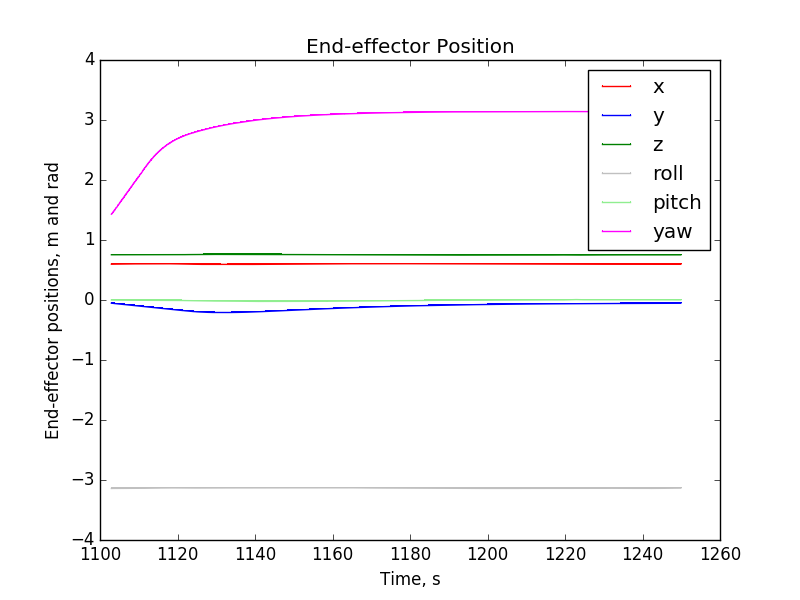 End-effector Position
End-effector positions, m and rad
4
3
2
1
0
−1
−2
−3
−4
x
y
z
roll
pitch
yaw
1100 1120 1140 1160 1180 1200 1220 1240 1260
Time, s